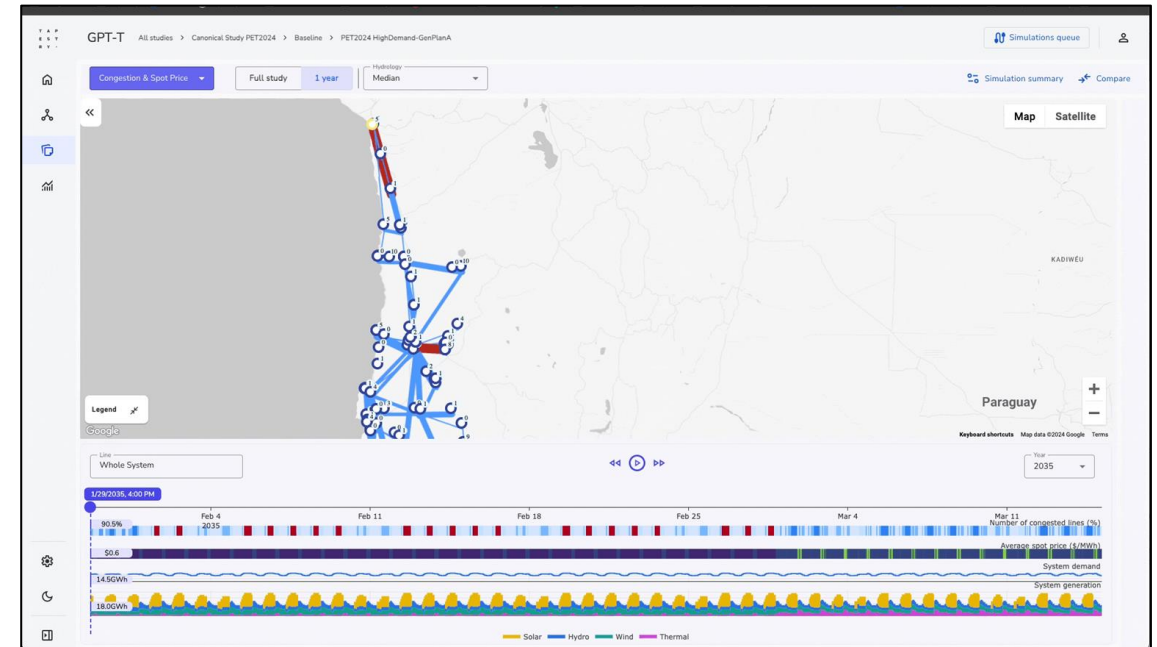 T A P
E S T
R Y
GPT-T All studies > Canonical Study PET2024 > Baseline > PET2024 HighDemand-GenPlanA
Simulations queue
Congestion & Spot Price
Full study 1 year
Hydrology
Median
Simulation summary Compare
Map Satellite
KADIWÉU
Paraguay
Legend
Google
Keyboard shortcuts Map data ©2024 Google Terms
Line
Whole System
Year
2035
1/29/2035, 4:00 PM
Feb 4 Feb 11 Feb 18 Feb 25 Mar 4 Mar 11
2035
90.5% Number of congested lines (%)
$0.6 Average spot price ($/MWh)
System demand
14.5GWh
System generation
18.0GWh
Solar Hydro Wind Thermal